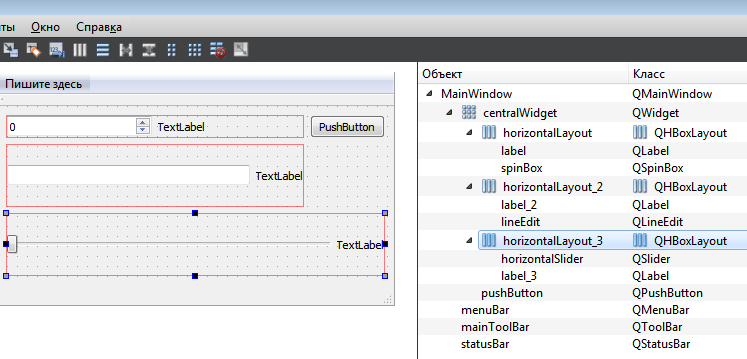 ты Окно Справка
Пишите здесь
0 TextLabel PushButton
TextLabel
TextLabel
Объект Класс
MainWindow QMainWindow
centralWidget QWidget
horizontalLayout QHBoxLayout
label QLabel
spinBox QSpinBox
horizontalLayout_2 QHBoxLayout
label_2 QLabel
lineEdit QLineEdit
horizontalLayout_3 QHBoxLayout
horizontalSlider QSlider
label_3 QLabel
pushButton QPushButton
menuBar QMenuBar
mainToolBar QToolBar
statusBar QStatusBar